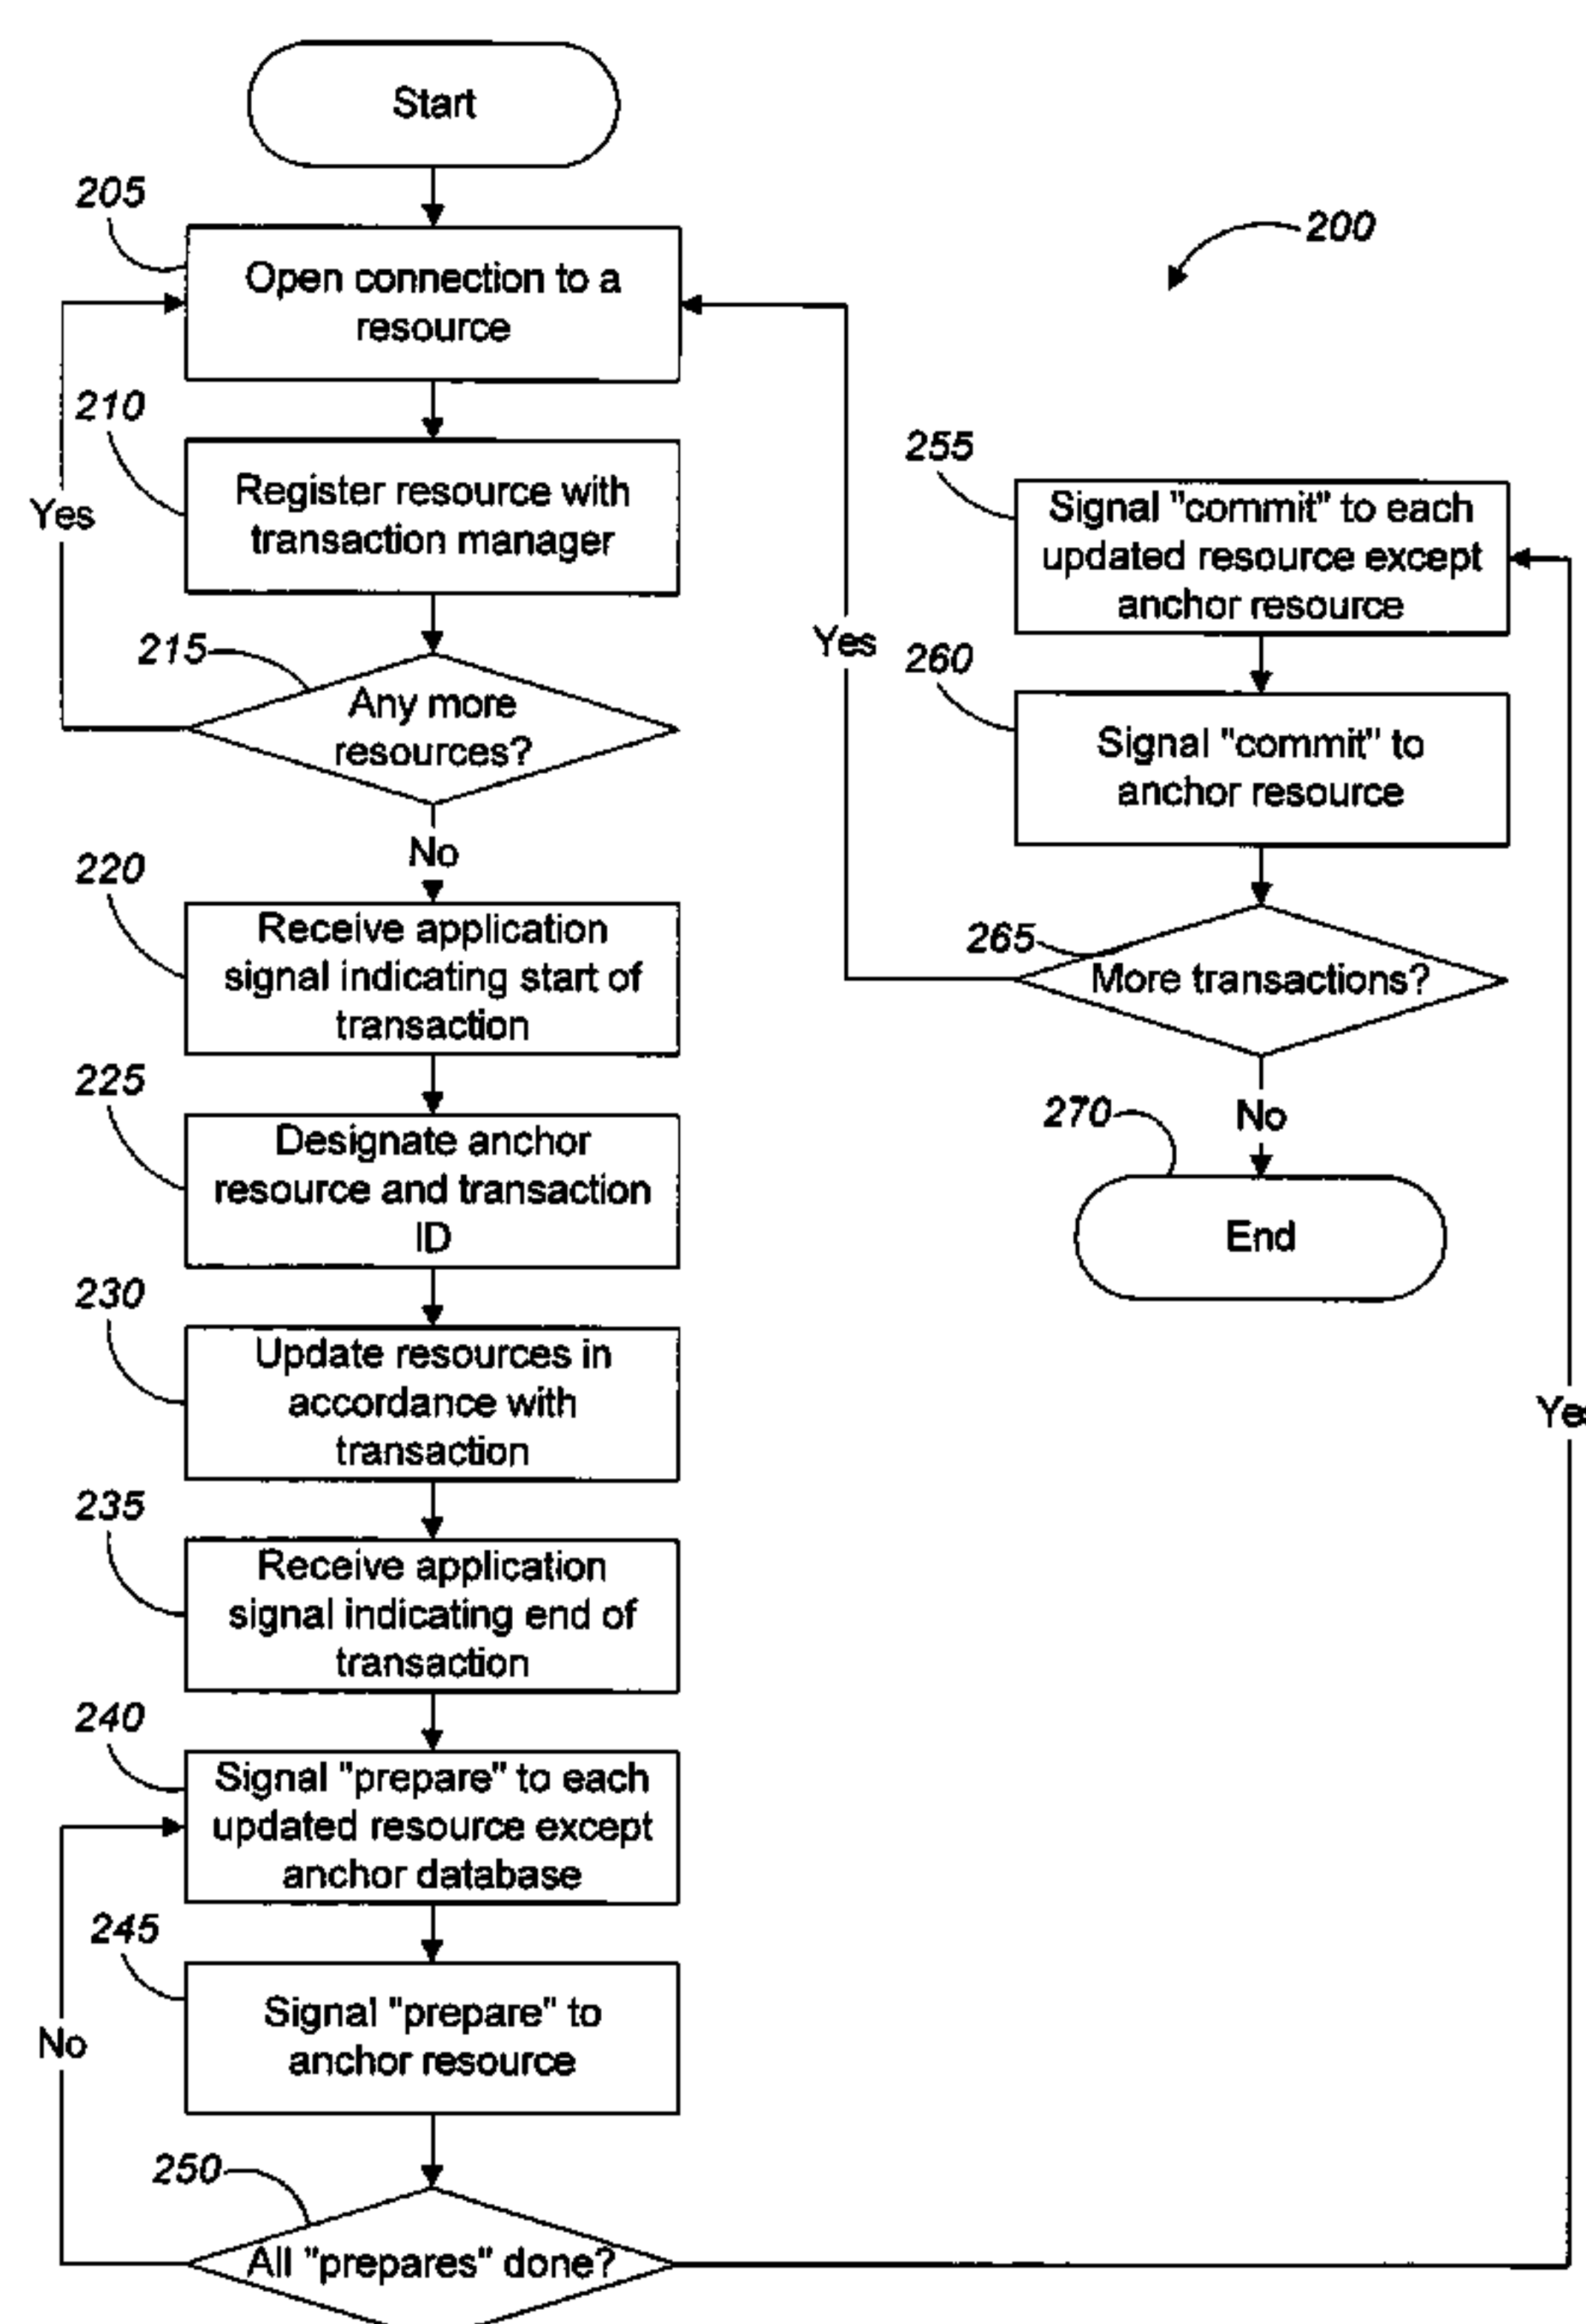 Start
205
Open connection to a
resource
210
Register resource with
transaction manager
Yes
215
Any more
resources?
No
220
Receive application
signal indicating start of
transaction
225
Designate anchor
resource and transaction
ID
230
Update resources in
accordance with
transaction
235
Receive application
signal indicating end of
transaction
240
Signal "prepare" to each
updated resource except
anchor database
245
Signal "prepare" to
anchor resource
No
250
All "prepares" done?
200
255
Signal "commit" to each
updated resource except
anchor resource
Yes
260
Signal "commit" to
anchor resource
265
More transactions?
No
270
End
Yes